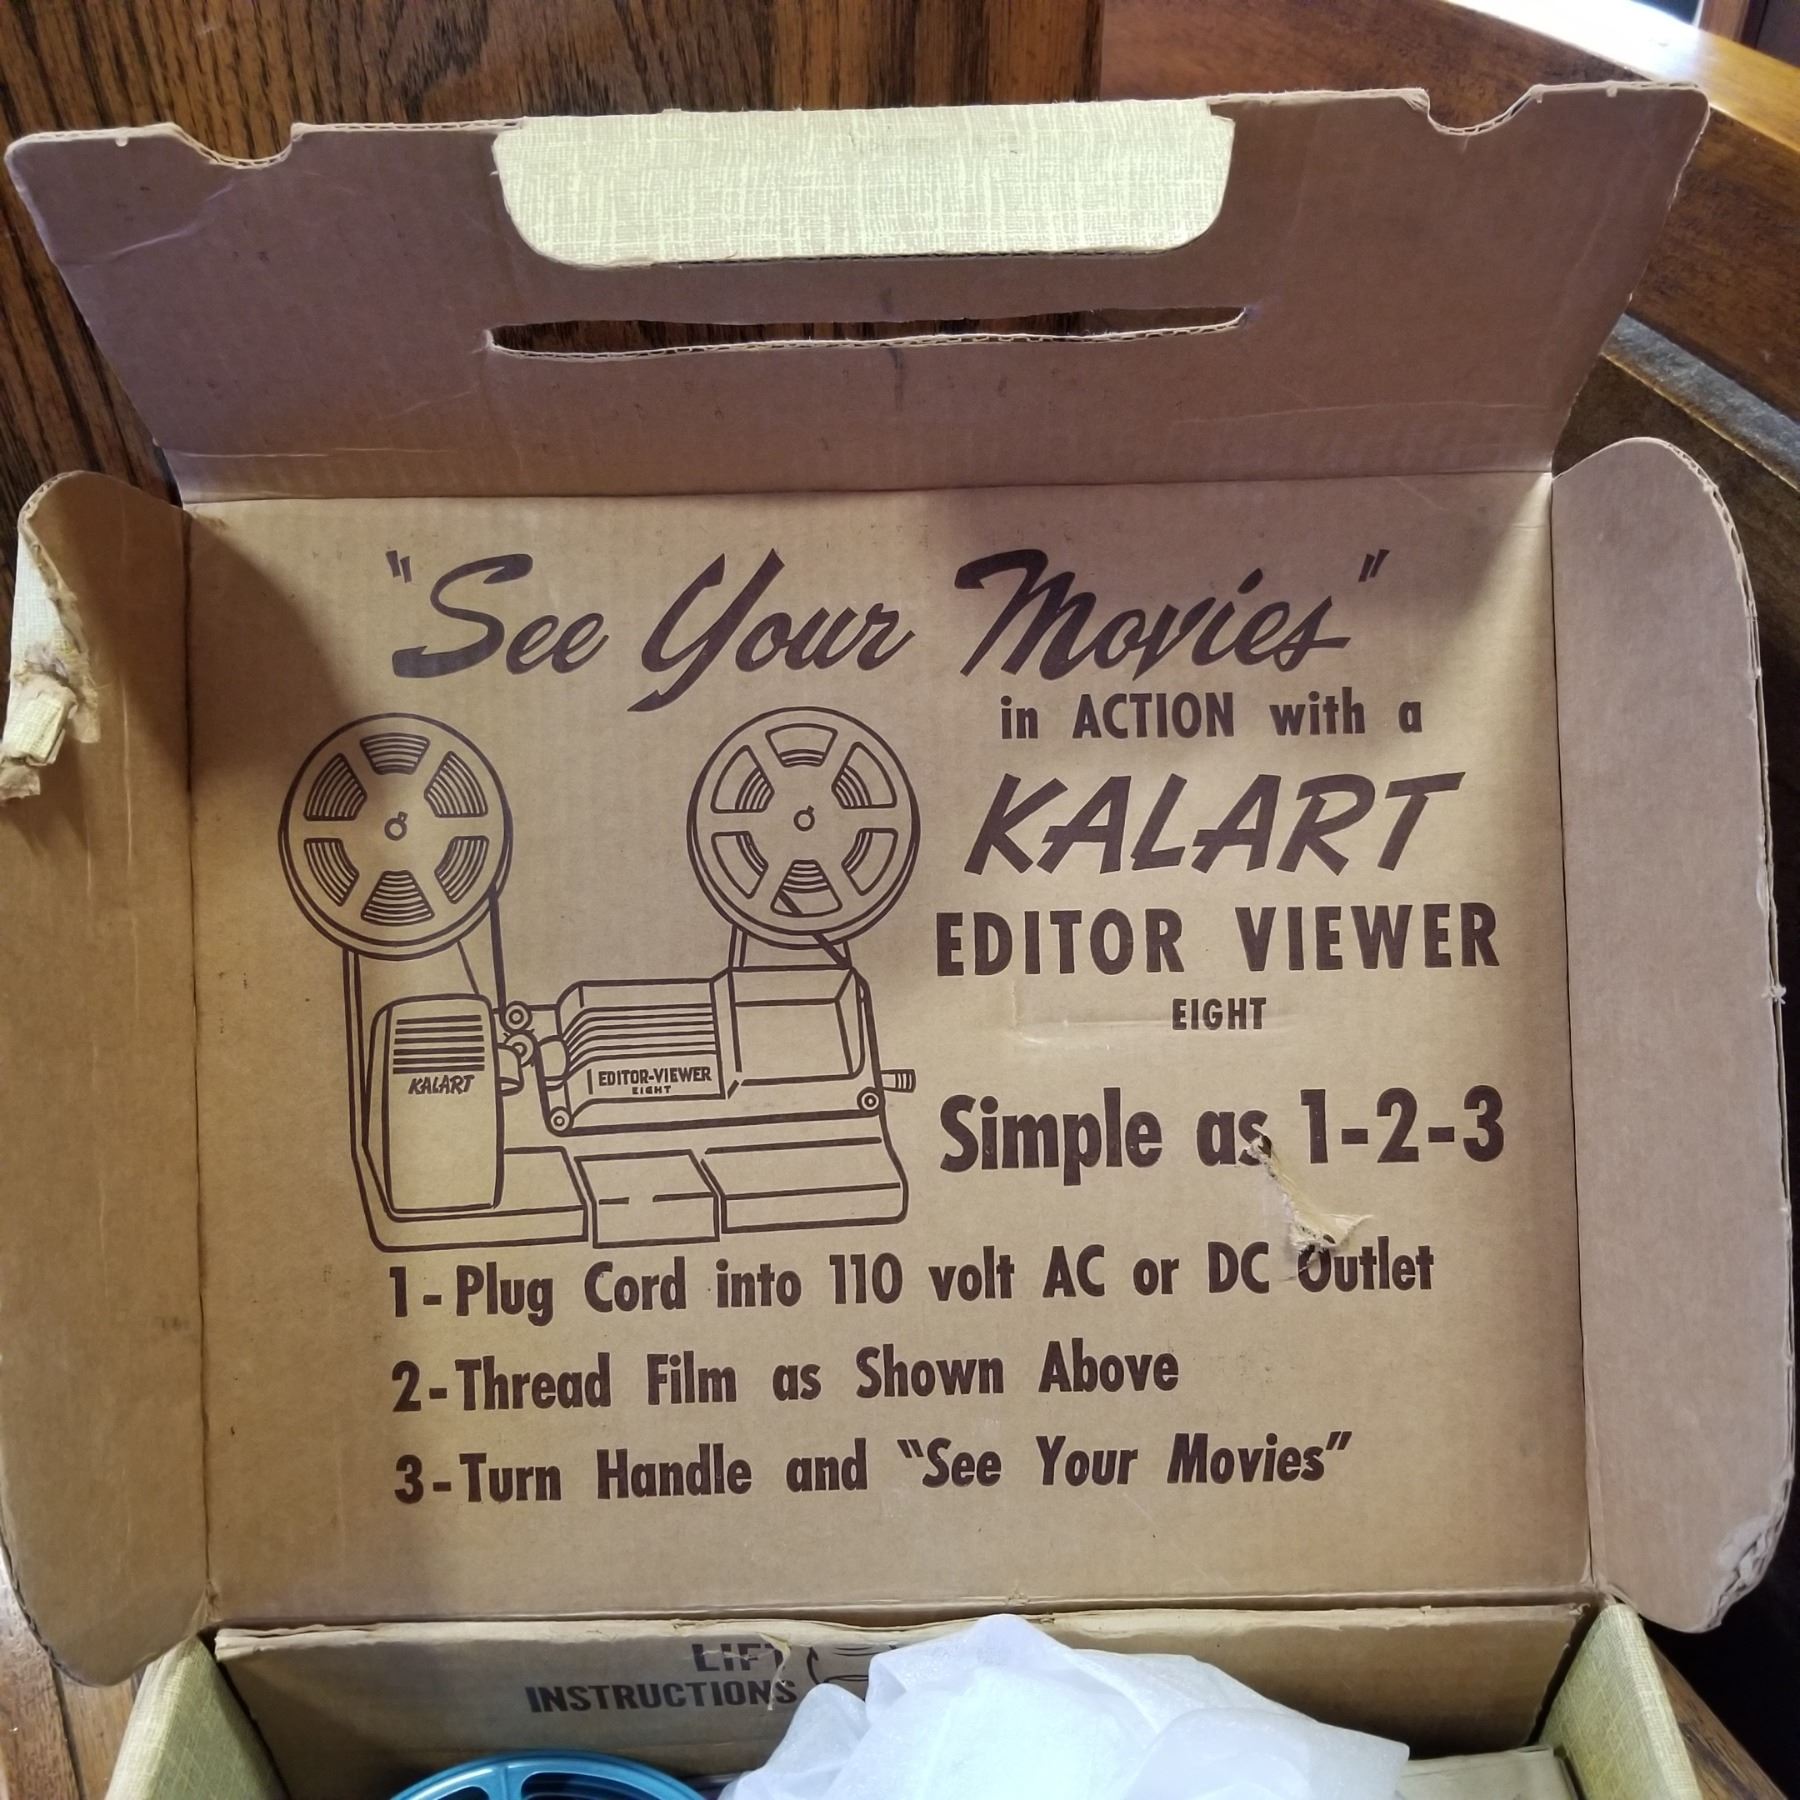 "See Your Movies"
in ACTION with a
KALART
EDITOR VIEWER
EIGHT
KALART
EDITOR-VIEWER
EIGHT
Simple as 1-2-3
1-Plug Cord into 110 volt AC or DC Outlet
2-Thread Film as Shown Above
3-Turn Handle and "See Your Movies"
LIFT
INSTRUCTIONS